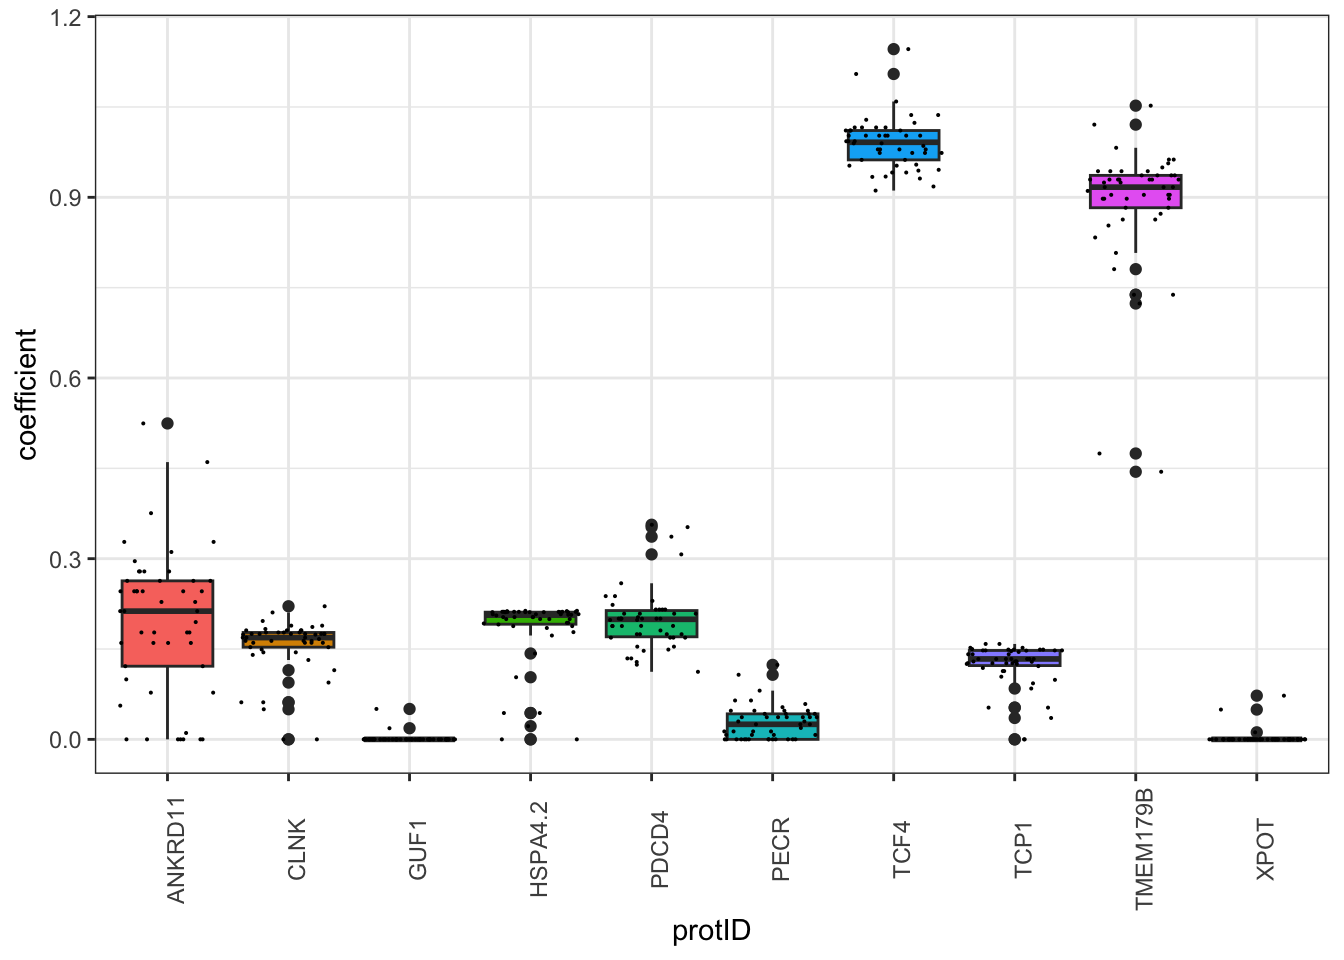 1.2
0.9
0.6
0.3
0.0
coefficient
ANKRD11
CLNK
GUF1
HSPA4.2
PDCD4
PECR
TCF4
TCP1
TMEM179B
XPOT
protID